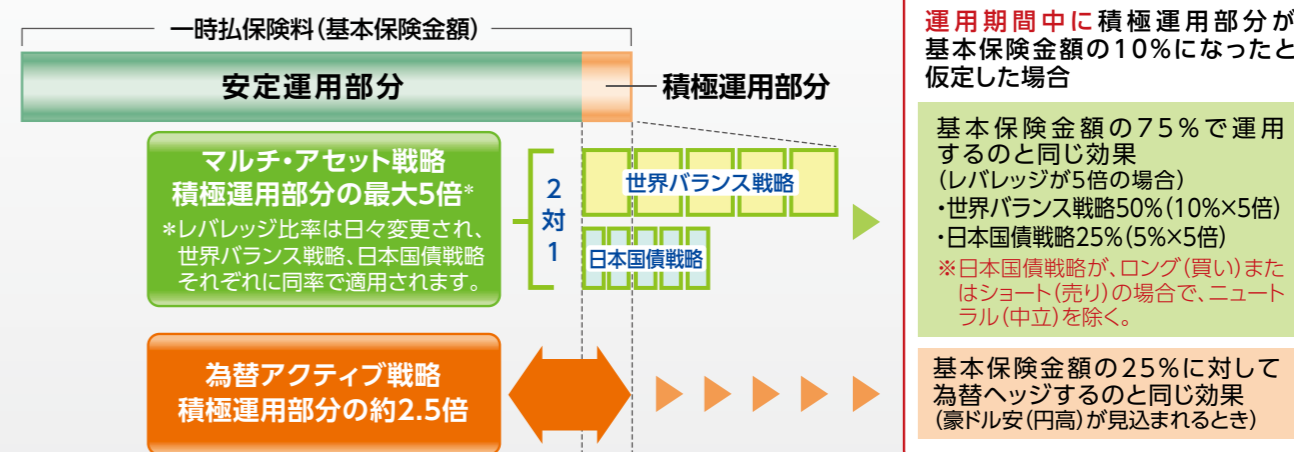 一時払保険料(基本保険金額)
安定運用部分
積極運用部分
マルチ・アセット戦略
積極運用部分の最大5倍*
*レバレッジ比率は日々変更され、
世界バランス戦略、日本国債戦略
それぞれに同率で適用されます。
2
対
1
世界バランス戦略
日本国債戦略
為替アクティブ戦略
積極運用部分の約2.5倍
運用期間中に積極運用部分が
基本保険金額の10%になったと
仮定した場合
基本保険金額の75%で運用
するのと同じ効果
(レバレッジが5倍の場合)
・世界バランス戦略50%(10%×5倍)
・日本国債戦略25%(5%×5倍)
※日本国債戦略が、ロング(買い)また
はショート(売り)の場合で、ニュート
ラル(中立)を除く。
基本保険金額の25%に対して
為替ヘッジするのと同じ効果
(豪ドル安(円高)が見込まれるとき)